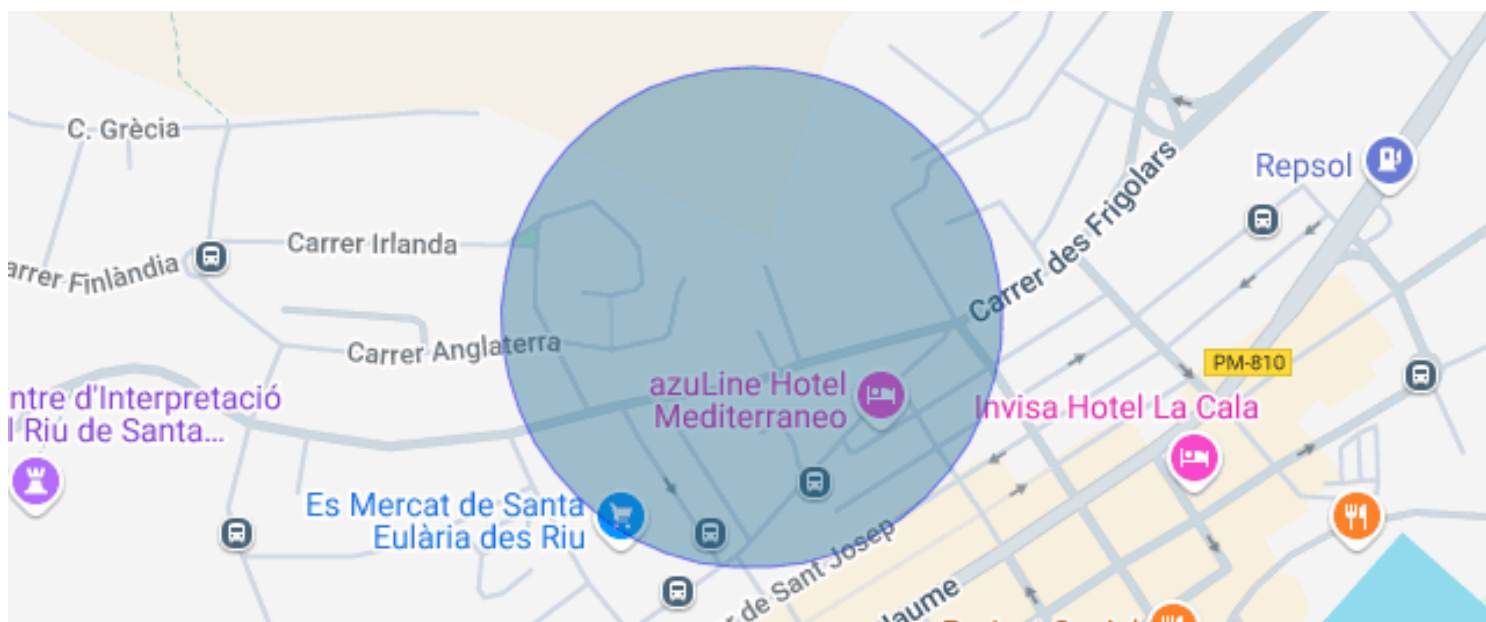 C. Grècia
Repsol
Carrer des Frigolars
Carrer Irlanda
arrer Finlàndia
Carrer Anglaterra
PM-810
azuLine Hotel
Mediterraneo
Invisa Hotel La Cala
ntre d'Interpretació
l Riu de Santa...
Es Mercat de Santa
Eulària des Riu
r de Sant Josep
Jaume